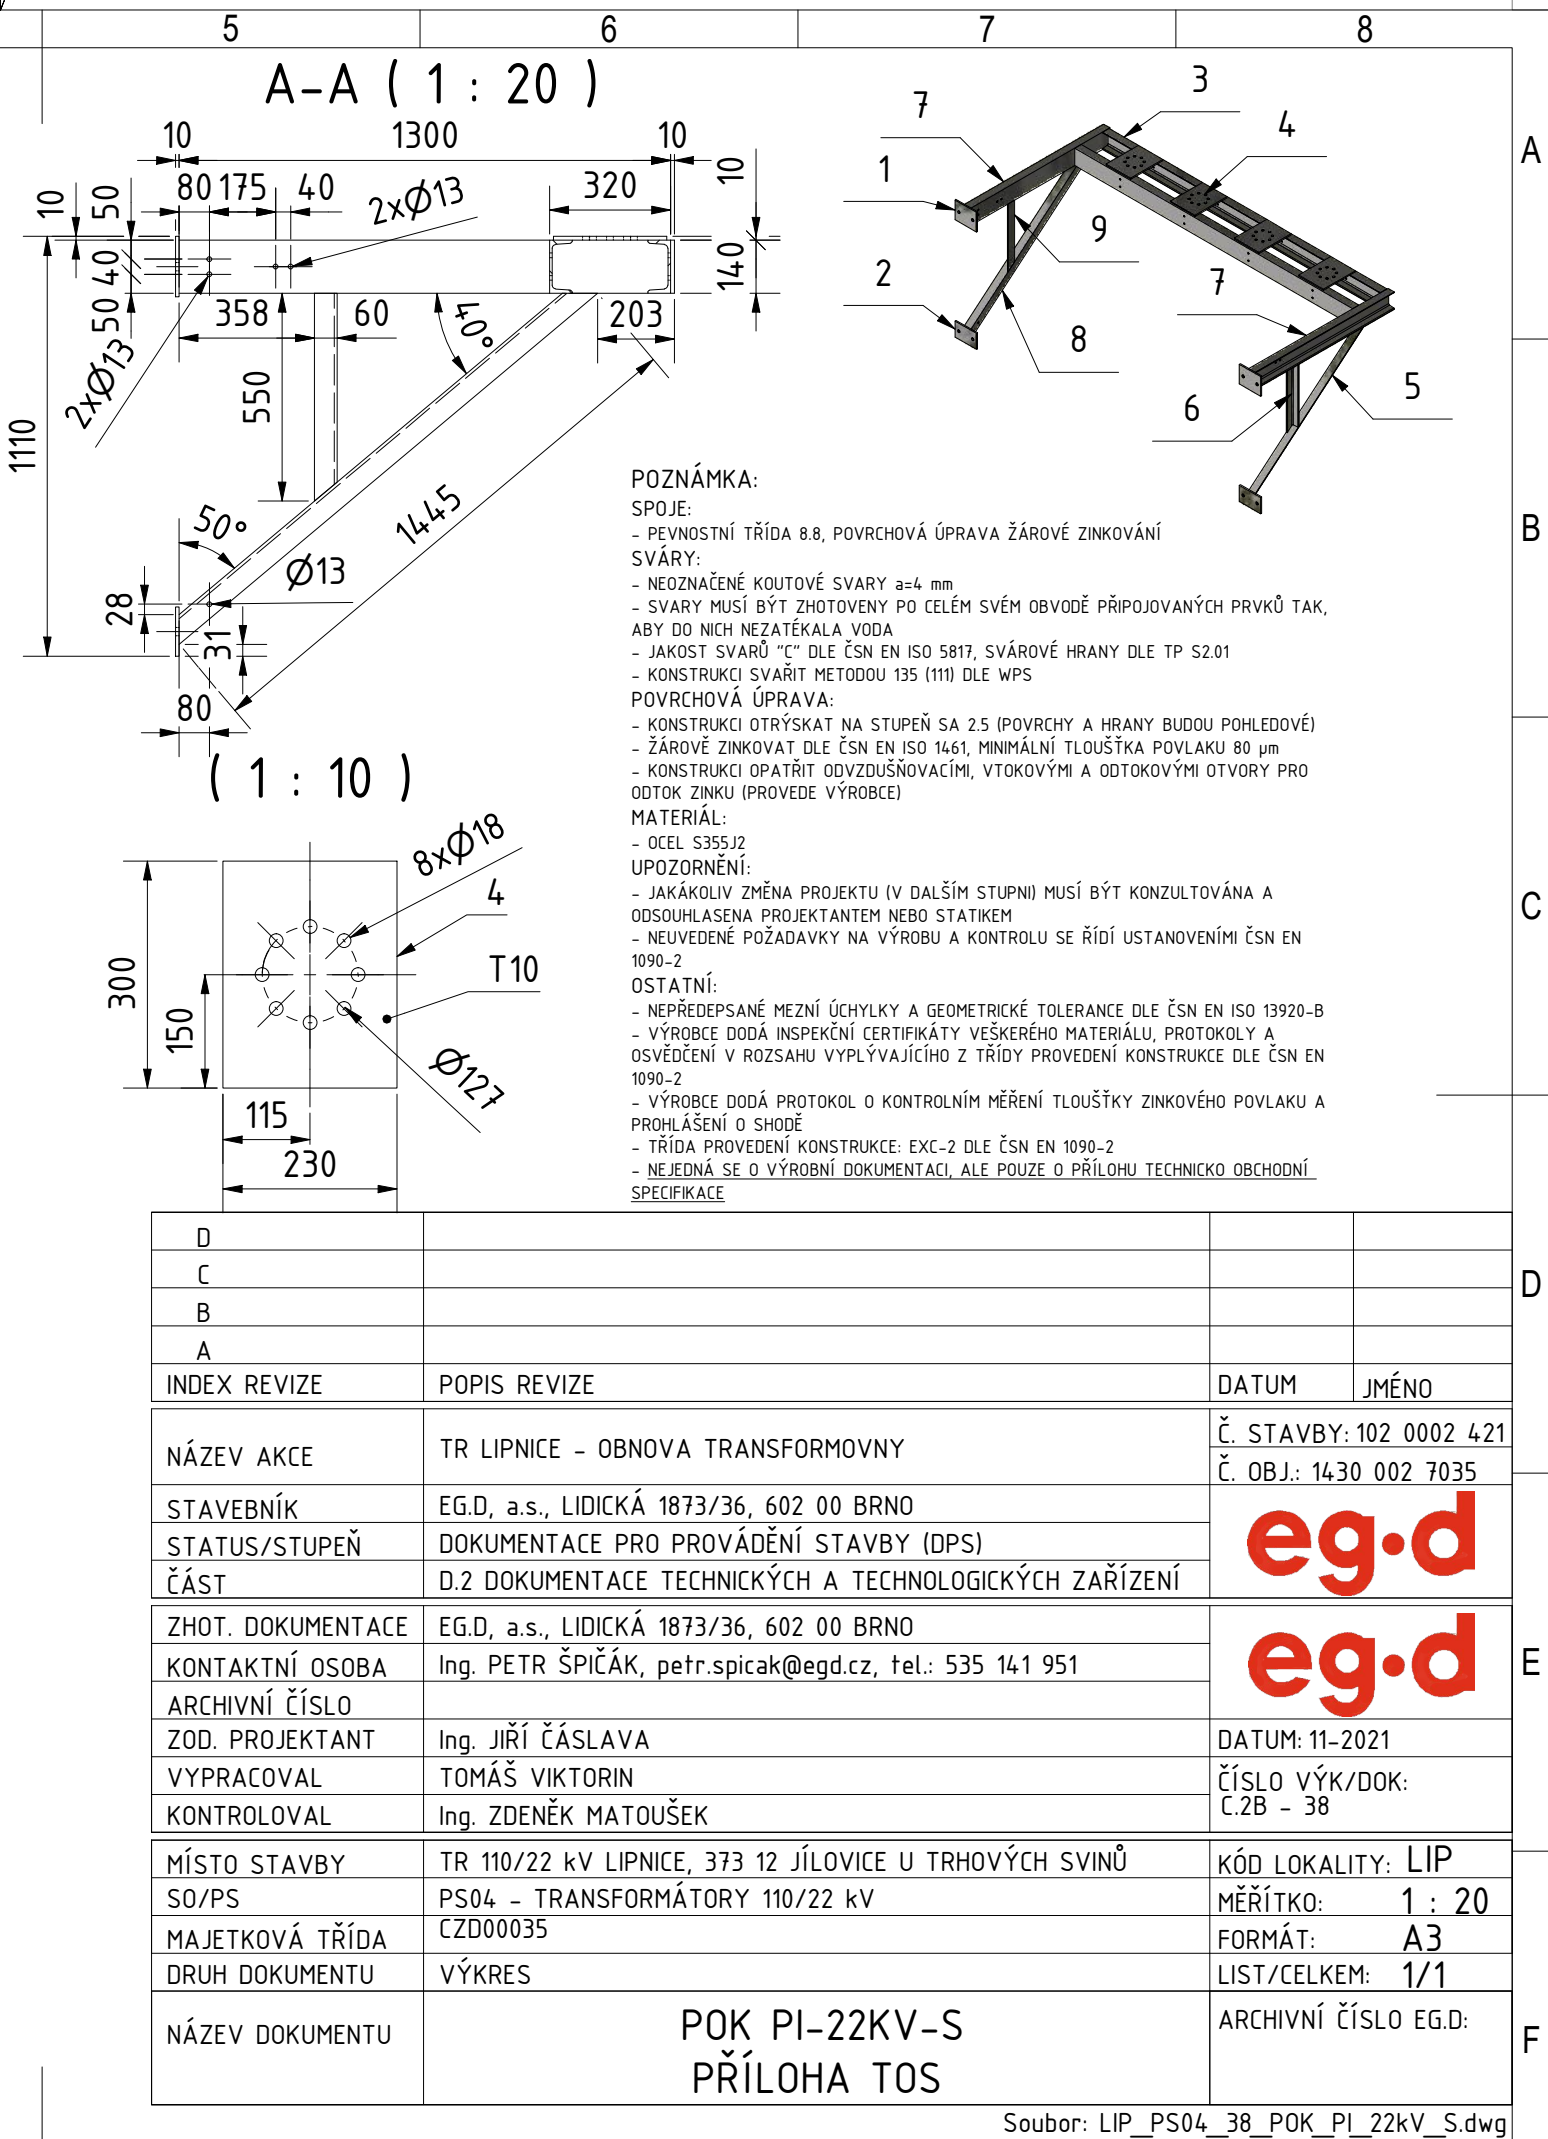 5
6
7
8
A
B
C
D
E
F
A-A ( 1 : 20 )
10
1300
10
10
50
80
175
40
2xØ13
320
10
50
40
50
358
60
40°
203
140
2xØ13
550
1110
1445
50°
Ø13
28
31
80
7
3
4
1
9
2
7
8
5
6
( 1 : 10 )
8xØ18
4
T10
300
150
Ø127
115
230
POZNÁMKA:
SPOJE:
- PEVNOSTNÍ TŘÍDA 8.8, POVRCHOVÁ ÚPRAVA ŽÁROVÉ ZINKOVÁNÍ
SVÁRY:
- NEOZNAČENÉ KOUTOVÉ SVARY a=4 mm
- SVARY MUSÍ BÝT ZHOTOVENY PO CELÉM SVÉM OBVODĚ PŘIPOJOVANÝCH PRVKŮ TAK,
ABY DO NICH NEZATÉKALA VODA
- JAKOST SVARŮ "C" DLE ČSN EN ISO 5817, SVÁROVÉ HRANY DLE TP S2.01
- KONSTRUKCI SVAŘIT METODOU 135 (111) DLE WPS
POVRCHOVÁ ÚPRAVA:
- KONSTRUKCI OTRÝSKAT NA STUPEŇ SA 2.5 (POVRCHY A HRANY BUDOU POHLEDOVÉ)
- ŽÁROVĚ ZINKOVAT DLE ČSN EN ISO 1461, MINIMÁLNÍ TLOUŠŤKA POVLAKU 80 µm
- KONSTRUKCI OPATŘIT ODVZDUŠŇOVACÍMI, VTOKOVÝMI A ODTOKOVÝMI OTVORY PRO
ODTOK ZINKU (PROVEDE VÝROBCE)
MATERIÁL:
- OCEL S355J2
UPOZORNĚNÍ:
- JAKÁKOLIV ZMĚNA PROJEKTU (V DALŠÍM STUPNI) MUSÍ BÝT KONZULTOVÁNA A
ODSOUHLASENA PROJEKTANTEM NEBO STATIKEM
- NEUVEDENÉ POŽADAVKY NA VÝROBU A KONTROLU SE ŘÍDÍ USTANOVENÍMI ČSN EN
1090-2
OSTATNÍ:
- NEPŘEDEPSANÉ MEZNÍ ÚCHYLKY A GEOMETRICKÉ TOLERANCE DLE ČSN EN ISO 13920-B
- VÝROBCE DODÁ INSPEKČNÍ CERTIFIKÁTY VEŠKERÉHO MATERIÁLU, PROTOKOLY A
OSVĚDČENÍ V ROZSAHU VYPLÝVAJÍCÍHO Z TŘÍDY PROVEDENÍ KONSTRUKCE DLE ČSN EN
1090-2
- VÝROBCE DODÁ PROTOKOL O KONTROLNÍM MĚŘENÍ TLOUŠŤKY ZINKOVÉHO POVLAKU A
PROHLÁŠENÍ O SHODĚ
- TŘÍDA PROVEDENÍ KONSTRUKCE: EXC-2 DLE ČSN EN 1090-2
- NEJEDNÁ SE O VÝROBNÍ DOKUMENTACI, ALE POUZE O PŘÍLOHU TECHNICKO OBCHODNÍ
SPECIFIKACE
D
C
B
A
INDEX REVIZE POPIS REVIZE DATUM JMÉNO
NÁZEV AKCE TR LIPNICE - OBNOVA TRANSFORMOVNY
Č. STAVBY: 102 0002 421
Č. OBJ.: 1430 002 7035
STAVEBNÍK EG.D, a.s., LIDICKÁ 1873/36, 602 00 BRNO
STATUS/STUPEŇ DOKUMENTACE PRO PROVÁDĚNÍ STAVBY (DPS)
ČÁST D.2 DOKUMENTACE TECHNICKÝCH A TECHNOLOGICKÝCH ZAŘÍZENÍ
eg·d
ZHOT. DOKUMENTACE EG.D, a.s., LIDICKÁ 1873/36, 602 00 BRNO
KONTAKTNÍ OSOBA Ing. PETR ŠPIČÁK, petr.spicak@egd.cz, tel.: 535 141 951
eg·d
ARCHIVNÍ ČÍSLO
ZOD. PROJEKTANT Ing. JIŘÍ ČÁSLAVA DATUM: 11-2021
VYPRACOVAL TOMÁŠ VIKTORIN ČÍSLO VÝK/DOK:
C.2B - 38
KONTROLOVAL Ing. ZDENĚK MATOUŠEK
MÍSTO STAVBY TR 110/22 kV LIPNICE, 373 12 JÍLOVICE U TRHOVÝCH SVINŮ KÓD LOKALITY: LIP
SO/PS PS04 - TRANSFORMÁTORY 110/22 kV MĚŘÍTKO: 1 : 20
MAJETKOVÁ TŘÍDA CZD00035 FORMÁT: A3
DRUH DOKUMENTU VÝKRES LIST/CELKEM: 1/1
NÁZEV DOKUMENTU POK PI-22KV-S ARCHIVNÍ ČÍSLO EG.D:
PŘÍLOHA TOS
Soubor: LIP_PS04_38_POK_PI_22kV_S.dwg